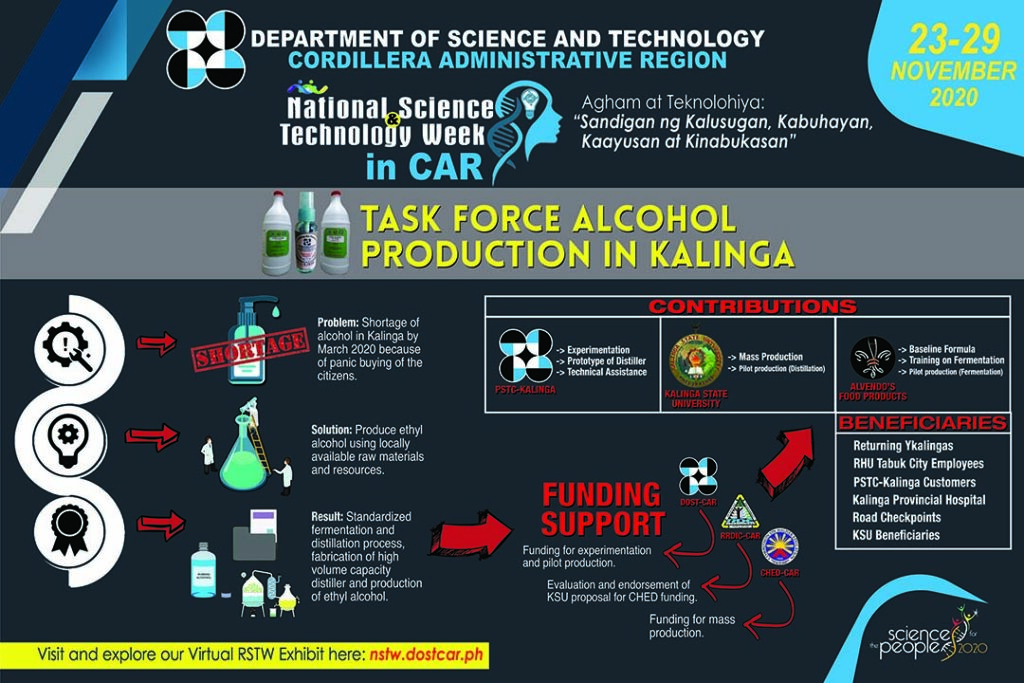 DEPARTMENT OF SCIENCE AND TECHNOLOGY
CORDILLERA ADMINISTRATIVE REGION
23-29
NOVEMBER
2020
National Science
&
Technology Week
in CAR
Agham at Teknolohiya:
"Sandigan ng Kalusugan, Kabuhayan,
Kaayusan at Kinabukasan"
TASK FORCE ALCOHOL
PRODUCTION IN KALINGA
SHORTAGE
Problem: Shortage of
alcohol in Kalinga by
March 2020 because
of panic buying of the
citizens.
Solution: Produce ethyl
alcohol using locally
available raw materials
and resources.
Result: Standardized
fermentation and
distillation process,
fabrication of high
volume capacity
distiller and production
of ethyl alcohol.
FUNDING
SUPPORT
DOST-CAR
RRDIC-CAR
CHED-CAR
Funding for experimentation
and pilot production.
Evaluation and endorsement of
KSU proposal for CHED funding.
Funding for mass
production.
CONTRIBUTIONS
-> Experimentation
-> Prototype of Distiller
-> Technical Assistance
PSTC-KALINGA
-> Mass Production
-> Pilot production (Distillation)
KALINGA STATE
UNIVERSITY
-> Baseline Formula
-> Training on Fermentation
-> Pilot production (Fermentation)
ALVENDO'S
FOOD PRODUCTS
BENEFICIARIES
Returning Ykalingas
RHU Tabuk City Employees
PSTC-Kalinga Customers
Kalinga Provincial Hospital
Road Checkpoints
KSU Beneficiaries
Visit and explore our Virtual RSTW Exhibit here: nstw.dostcar.ph
science for
the people 2020